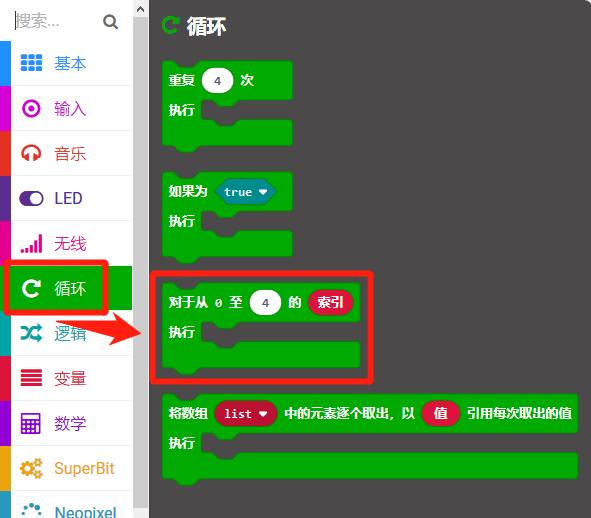 搜索...
基本
输入
音乐
LED
无线
循环
逻辑
变量
数学
SuperBit
Neopixel
循环
重复 4 次
执行
如果为 true
执行
对于从 0 至 4 的 索引
执行
将数组 list 中的元素逐个取出，以 值 引用每次取出的值
执行